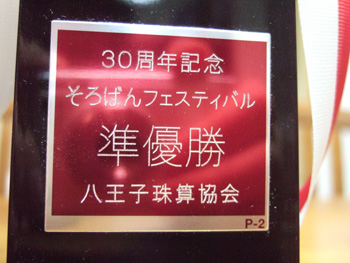 30周年記念
そろばんフェスティバル
準優勝
八王子珠算協会
P-2